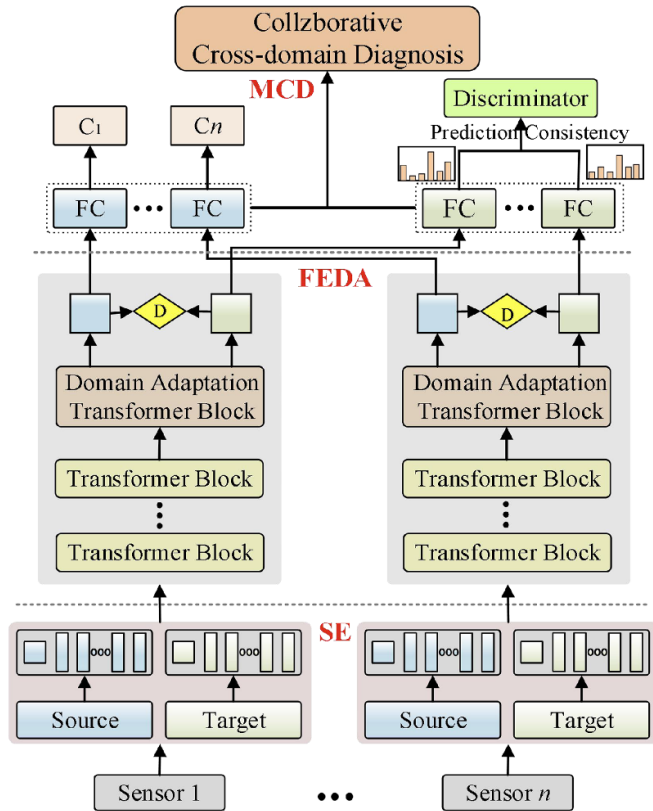 Collzborative
Cross-domain Diagnosis
MCD
Discriminator
C1
Cn
Prediction Consistency
FC
FC
FC
FC
FEDA
D
D
Domain Adaptation
Transformer Block
Domain Adaptation
Transformer Block
Transformer Block
Transformer Block
Transformer Block
Transformer Block
SE
Source
Target
Source
Target
Sensor 1
Sensor n